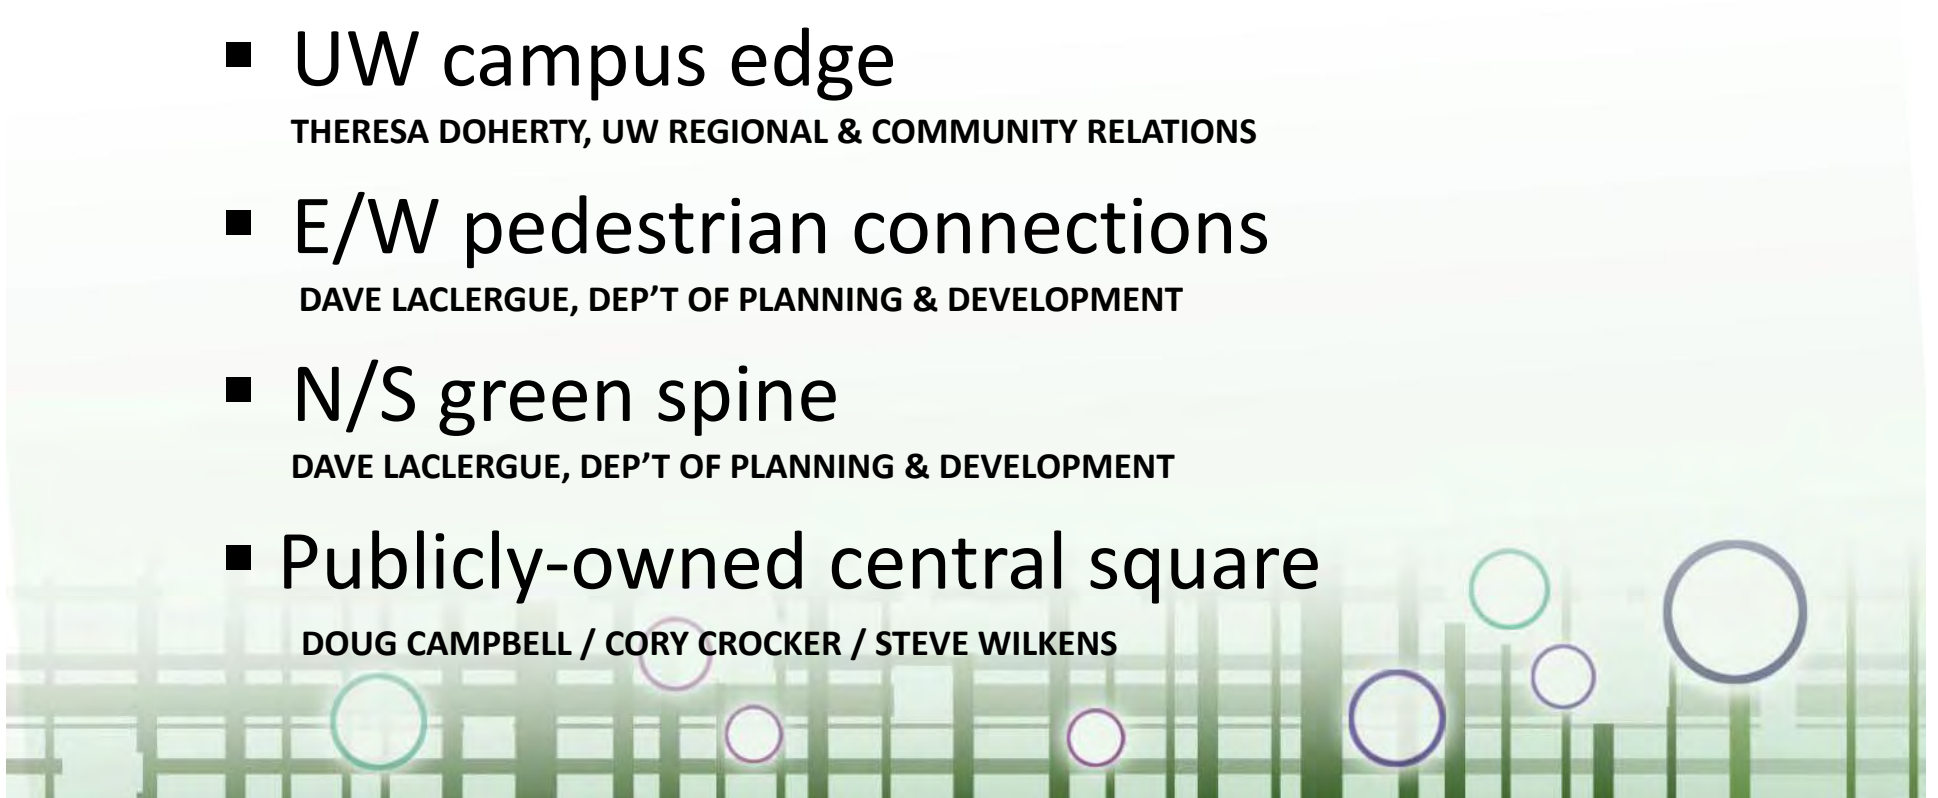 ▪ UW campus edge
THERESA DOHERTY, UW REGIONAL & COMMUNITY RELATIONS
▪ E/W pedestrian connections
DAVE LACLERGUE, DEP’T OF PLANNING & DEVELOPMENT
▪ N/S green spine
DAVE LACLERGUE, DEP’T OF PLANNING & DEVELOPMENT
▪ Publicly-owned central square
DOUG CAMPBELL / CORY CROCKER / STEVE WILKENS